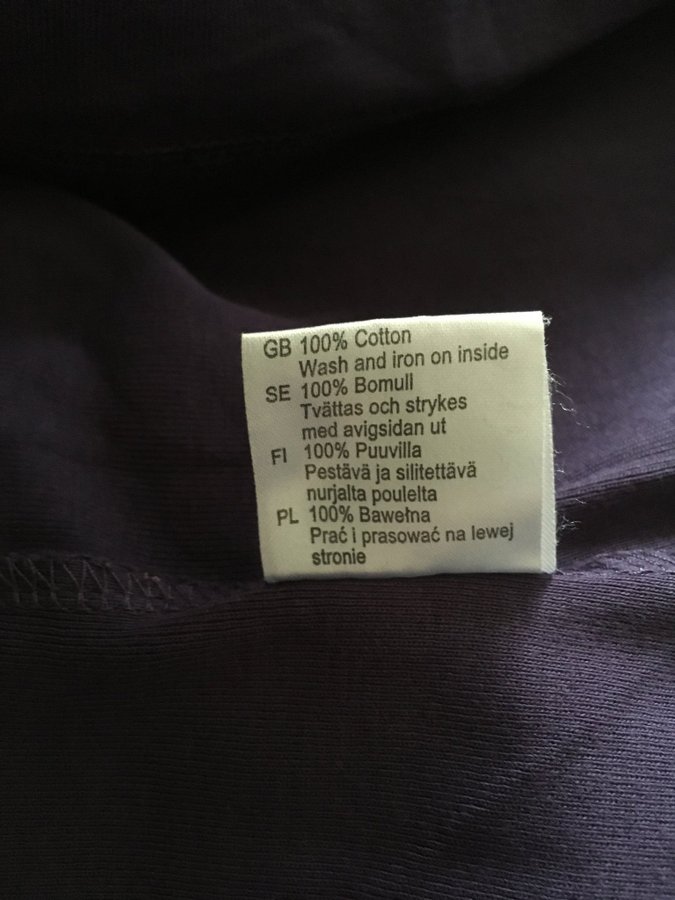 GB 100% Cotton
Wash and iron on inside
SE 100% Bomull
Tvättas och strykes
med avigsidan ut
FI 100% Puuvilla
Pestävä ja silitettävä
nurjalta poulelta
PL 100% Bawełna
Prać i prasować na lewej
stronie